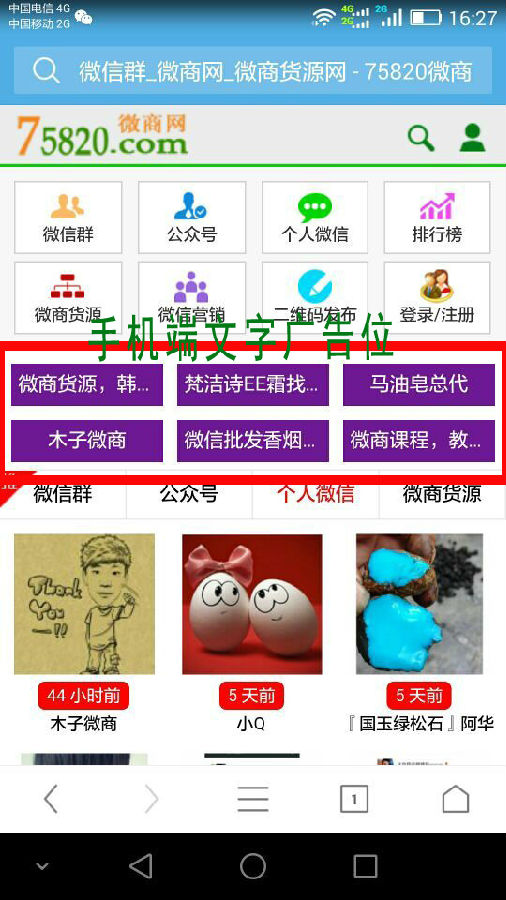 中国电信 4G
中国移动 2G
4G
2G
2G
16:27
微信群_微商网_微商货源网 - 75820微商
微商网
75820.com
微信群
公众号
个人微信
排行榜
微商货源
微信营销
二维码发布
登录/注册
手机端文字广告位
微商货源，韩...
梵洁诗EE霜找...
马油皂总代
木子微商
微信批发香烟...
微商课程，教...
推
微信群
公众号
个人微信
微商货源
Thank
You
—!!
44 小时前
5 天前
5 天前
木子微商
小Q
『国玉绿松石』阿华
1